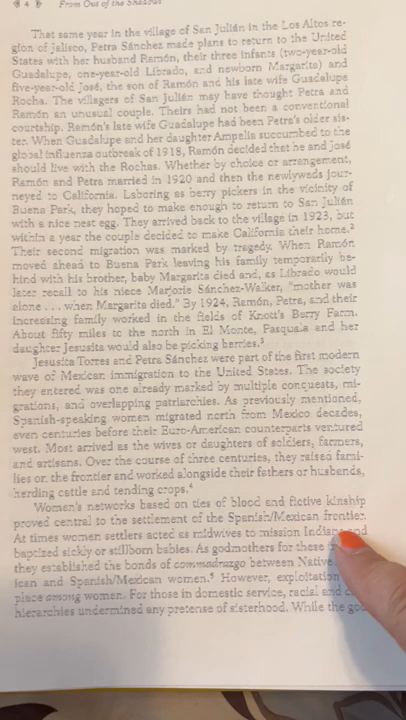 4 From Out of the Shadows
That same year in the village of San Julián in the Los Altos re-
gion of Jalisco, Petra Sánchez made plans to return to the United
States with her husband Ramón, their three infants (two-year-old
Guadalupe, one-year-old Librado, and newborn Margarita) and
five-year-old José, the son of Ramón and his late wife Guadalupe
Rocha. The villagers of San Julián may have thought Petra and
Ramón an unusual couple. Theirs had not been a conventional
courtship. Ramón's late wife Guadalupe had been Petra's older sis-
ter. When Guadalupe and her daughter Ampelia succumbed to the
global influenza outbreak of 1918, Ramón decided that he and José
should live with the Rochas. Whether by choice or arrangement,
Ramón and Petra married in 1920 and then the newlyweds jour-
neyed to California. Laboring as berry pickers in the vicinity of
Buena Park, they hoped to make enough to return to San Julián
with a nice nest egg. They arrived back to the village in 1923, but
within a year the couple decided to make California their home.2
Their second migration was marked by tragedy. When Ramón
moved ahead to Buena Park leaving his family temporarily be-
hind with his brother, baby Margarita died and, as Librado would
later recall to his niece Marjorie Sánchez-Walker, "mother was
alone . . . when Margarita died." By 1924, Ramón, Petra, and their
increasing family worked in the fields of Knott's Berry Farm.
About fifty miles to the north in El Monte, Pasquala and her
daughter Jesusita would also be picking berries.3
Jesusita Torres and Petra Sánchez were part of the first modern
wave of Mexican immigration to the United States. The society
they entered was one already marked by multiple conquests, mi-
grations, and overlapping patriarchies. As previously mentioned,
Spanish-speaking women migrated north from Mexico decades,
even centuries before their Euro-American counterparts ventured
west. Most arrived as the wives or daughters of soldiers, farmers,
and artisans. Over the course of three centuries, they raised fami-
lies on the frontier and worked alongside their fathers or husbands,
herding cattle and tending crops.4
Women's networks based on ties of blood and fictive kinship
proved central to the settlement of the Spanish/Mexican frontier.
At times women settlers acted as midwives to mission Indians and
baptized sickly or stillborn babies. As godmothers for these
they established the bonds of commadrazgo between Native
ican and Spanish/Mexican women.5 However, exploitation
place among women. For those in domestic service, racial and
hierarchies undermined any pretense of sisterhood. While the